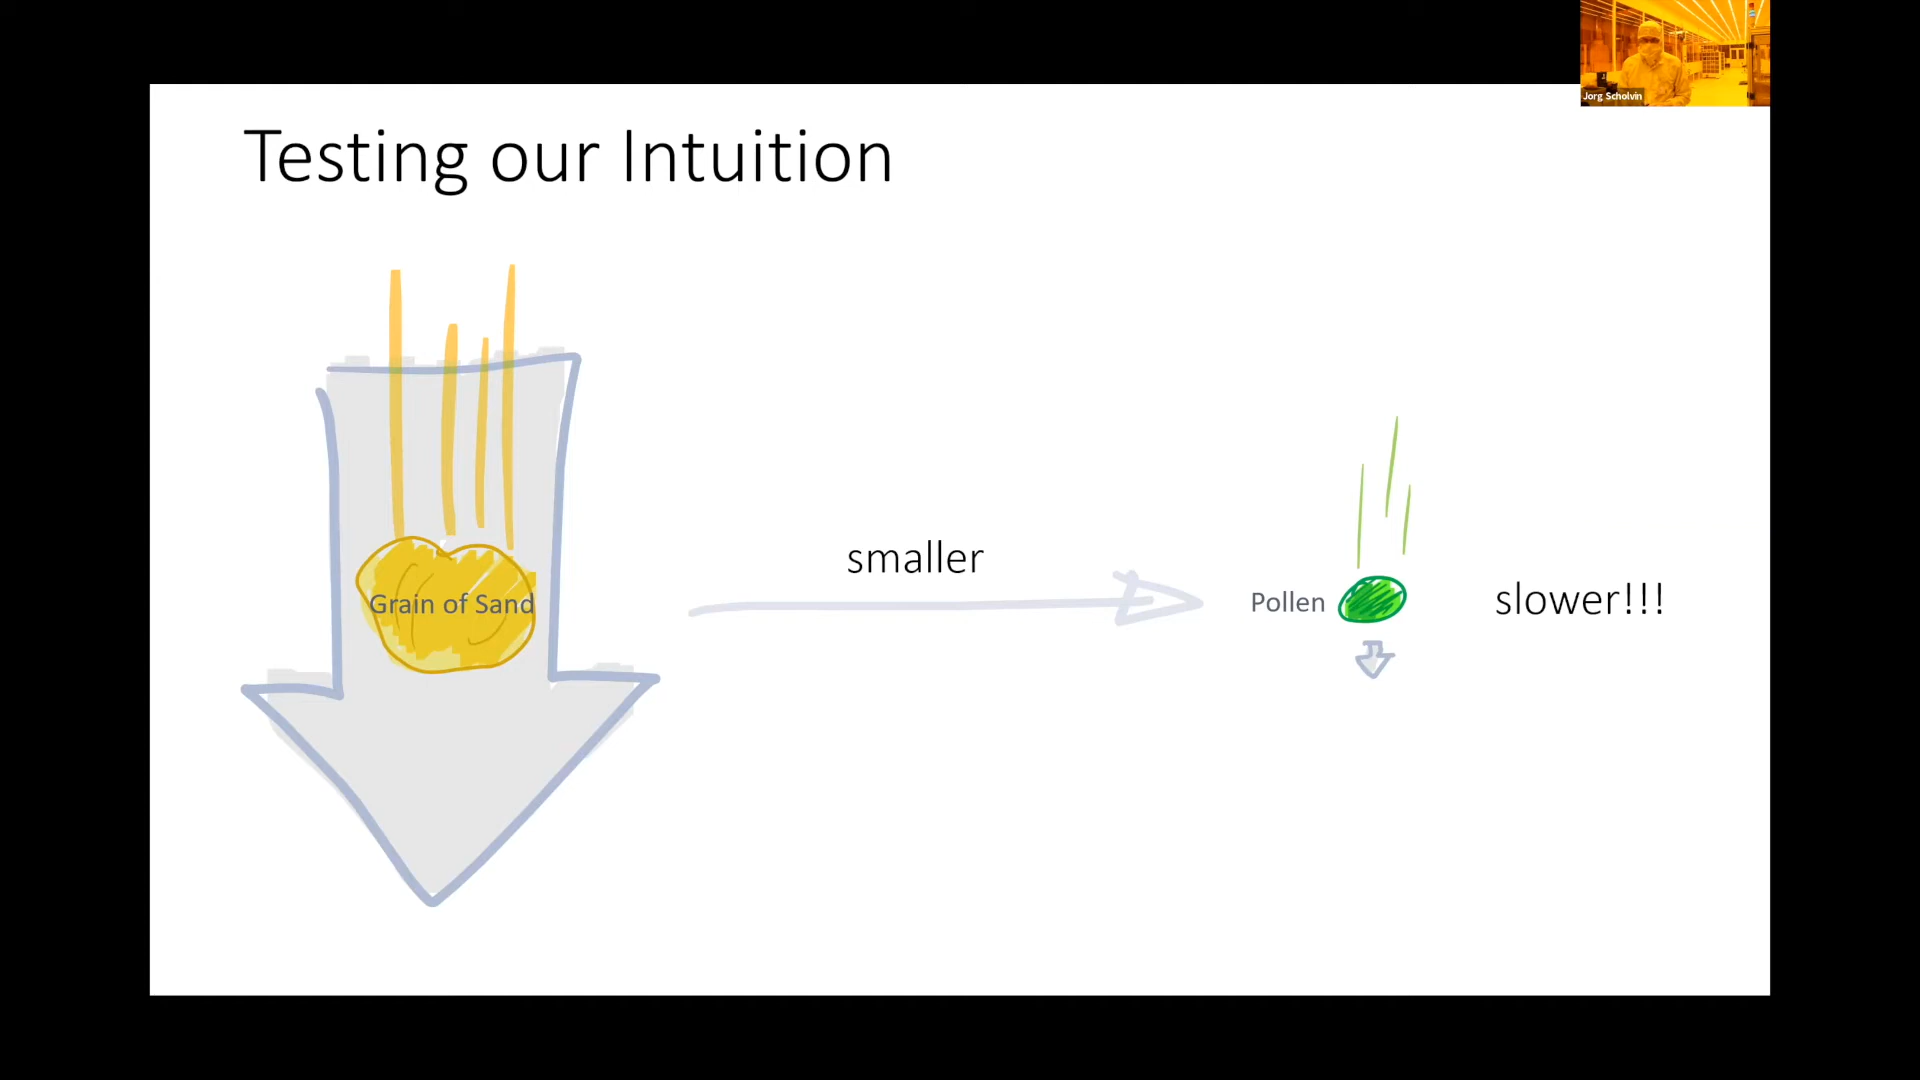 Jorg Scholvin
Testing our Intuition
smaller
Grain of Sand
Pollen
slower!!!